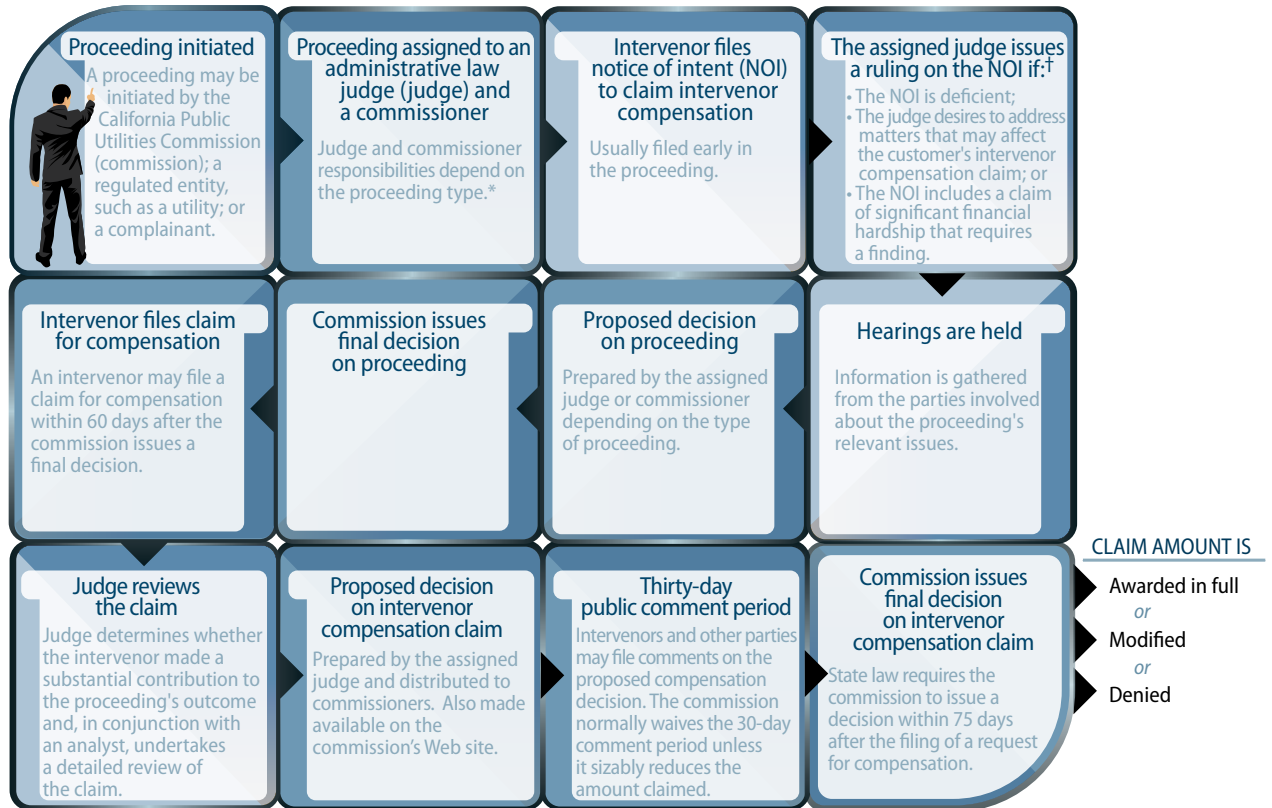 Proceeding initiated
A proceeding may be
initiated by the
California Public
Utilities Commission
(commission); a
regulated entity,
such as a utility; or
a complainant.
Proceeding assigned to an
administrative law
judge (judge) and
a commissioner
Judge and commissioner
responsibilities depend on
the proceeding type.*
Intervenor files
notice of intent (NOI)
to claim intervenor
compensation
Usually filed early in
the proceeding.
The assigned judge issues
a ruling on the NOI if:†
• The NOI is deficient;
• The judge desires to address
matters that may affect
the customer's intervenor
compensation claim; or
• The NOI includes a claim
of significant financial
hardship that requires
a finding.
Hearings are held
Information is gathered
from the parties involved
about the proceeding's
relevant issues.
Proposed decision
on proceeding
Prepared by the assigned
judge or commissioner
depending on the type
of proceeding.
Commission issues
final decision
on proceeding
Intervenor files claim
for compensation
An intervenor may file a
claim for compensation
within 60 days after the
commission issues a
final decision.
Judge reviews
the claim
Judge determines whether
the intervenor made a
substantial contribution to
the proceeding's outcome
and, in conjunction with
an analyst, undertakes
a detailed review of
the claim.
Proposed decision
on intervenor
compensation claim
Prepared by the assigned
judge and distributed to
commissioners. Also made
available on the
commission's Web site.
Thirty-day
public comment period
Intervenors and other parties
may file comments on the
proposed compensation
decision. The commission
normally waives the 30-day
comment period unless
it sizably reduces the
amount claimed.
Commission issues
final decision
on intervenor
compensation claim
State law requires the
commission to issue a
decision within 75 days
after the filing of a request
for compensation.
CLAIM AMOUNT IS
Awarded in full
or
Modified
or
Denied